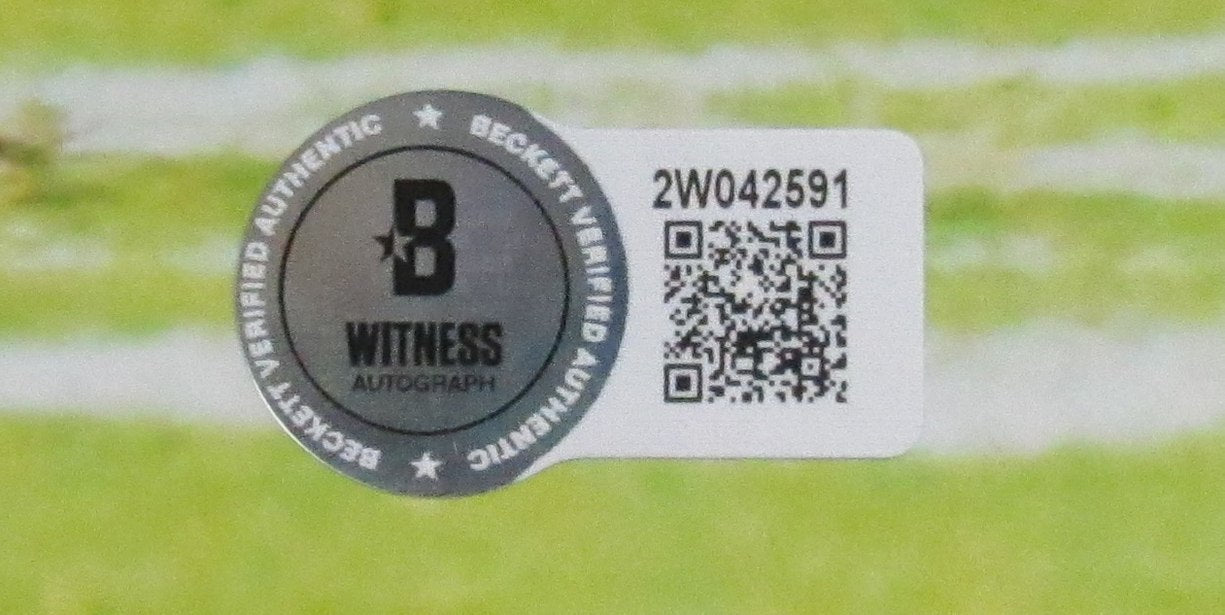 BECKETT VERIFIED AUTHENTIC
BECKETT VERIFIED AUTHENTIC
B
WITNESS
AUTOGRAPH
2W042591